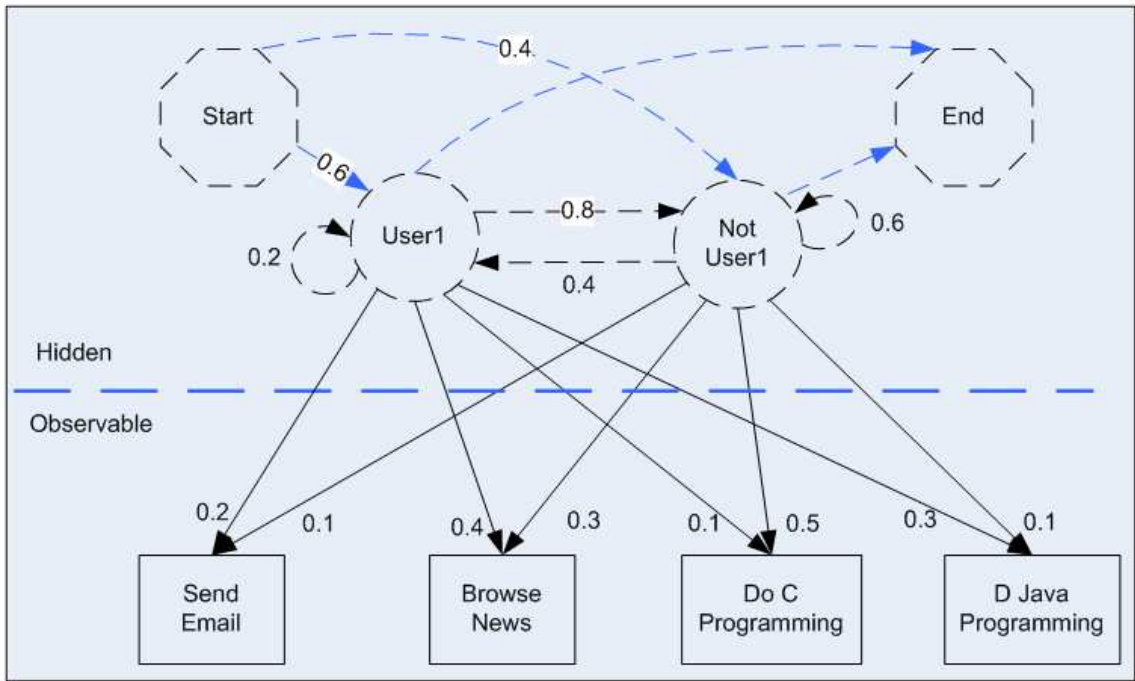 0.4
Start
End
0.6
User1
0.8
Not
User1
0.2
0.6
0.4
Hidden
Observable
0.2
0.1
0.4
0.3
0.1
0.5
0.3
0.1
Send
Email
Browse
News
Do C
Programming
D Java
Programming